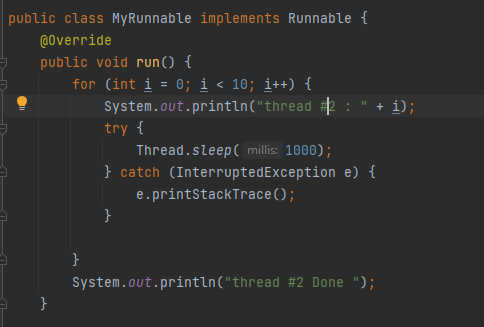 public class MyRunnable implements Runnable {
    @Override
    public void run() {
        for (int i = 0; i < 10; i++) {
            System.out.println("thread #2 : " + i);
            try {
                Thread.sleep( millis: 1000);
            } catch (InterruptedException e) {
                e.printStackTrace();
            }
        }
        System.out.println("thread #2 Done ");
    }